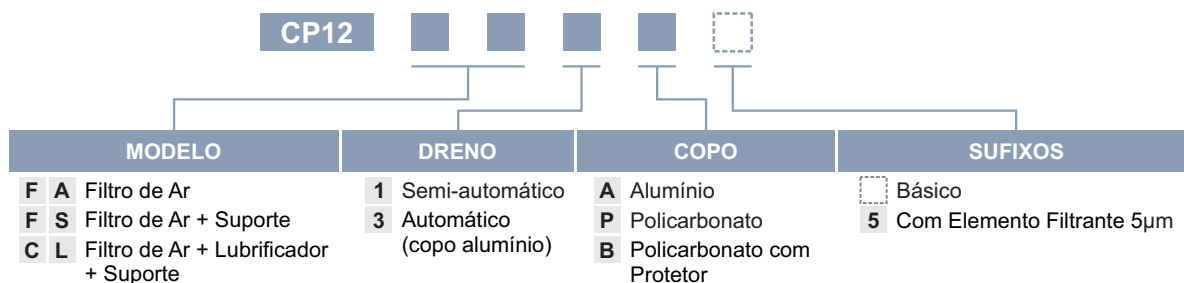 CP12
MODELO
F A Filtro de Ar
F S Filtro de Ar + Suporte
C L Filtro de Ar + Lubrificador
+ Suporte
DRENO
1 Semi-automático
3 Automático
(copo alumínio)
COPO
A Alumínio
P Policarbonato
B Policarbonato com
Protetor
SUFIXOS
Básico
5 Com Elemento Filtrante 5µm